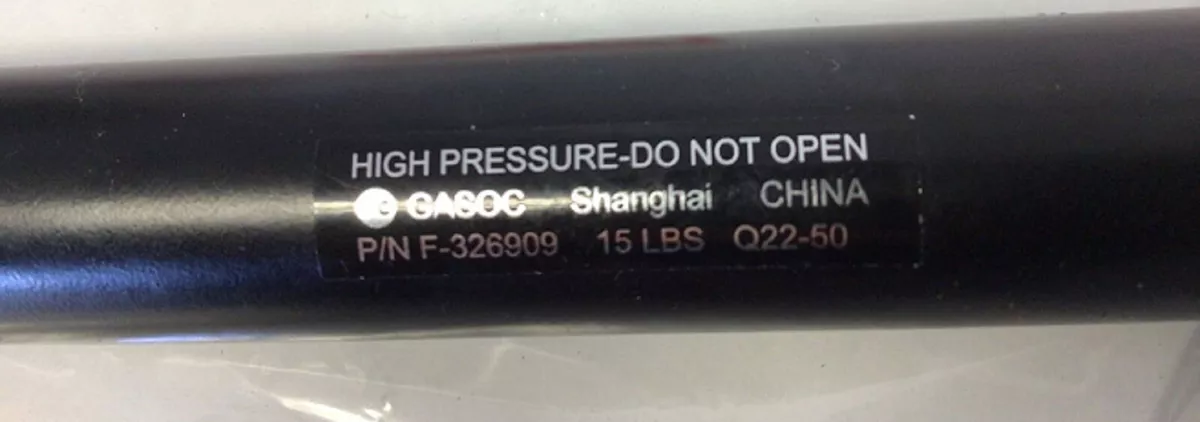 HIGH PRESSURE-DO NOT OPEN
GASOC Shanghai CHINA
P/N F-326909 15 LBS Q22-50